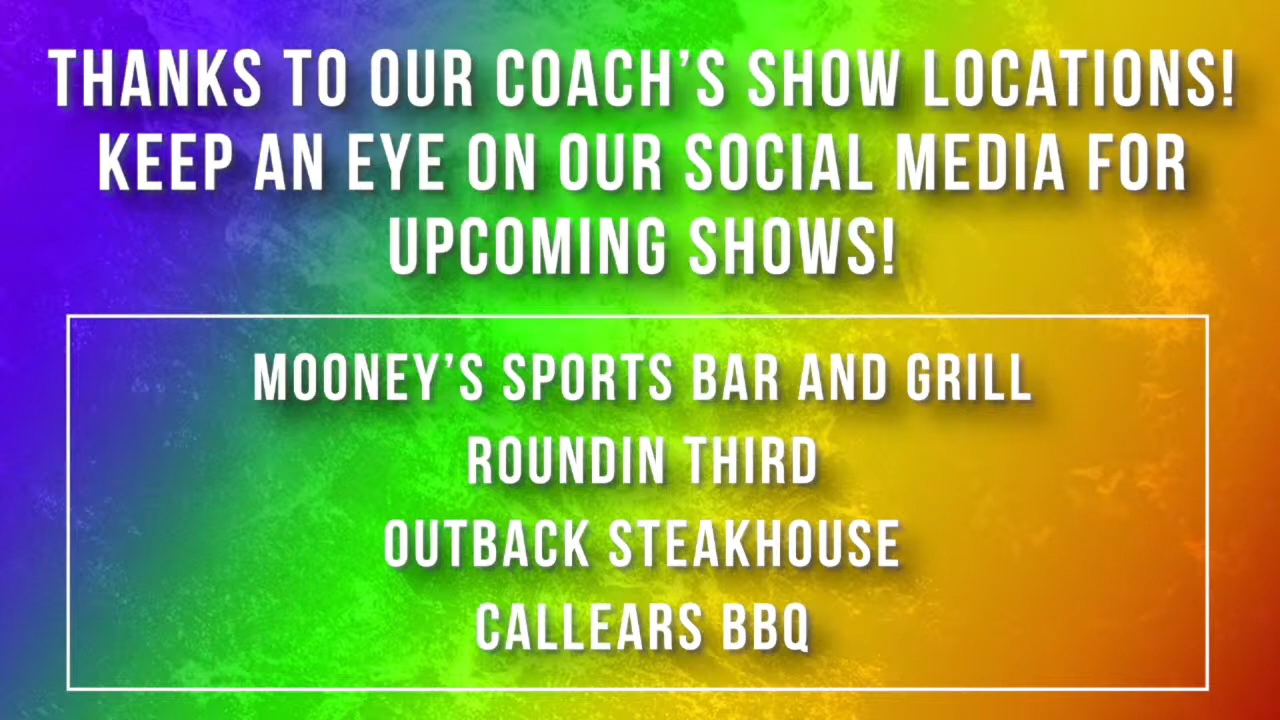 THANKS TO OUR COACH’S SHOW LOCATIONS!
KEEP AN EYE ON OUR SOCIAL MEDIA FOR
UPCOMING SHOWS!
MOONEY’S SPORTS BAR AND GRILL
ROUNDIN THIRD
OUTBACK STEAKHOUSE
CALLEARS BBQ